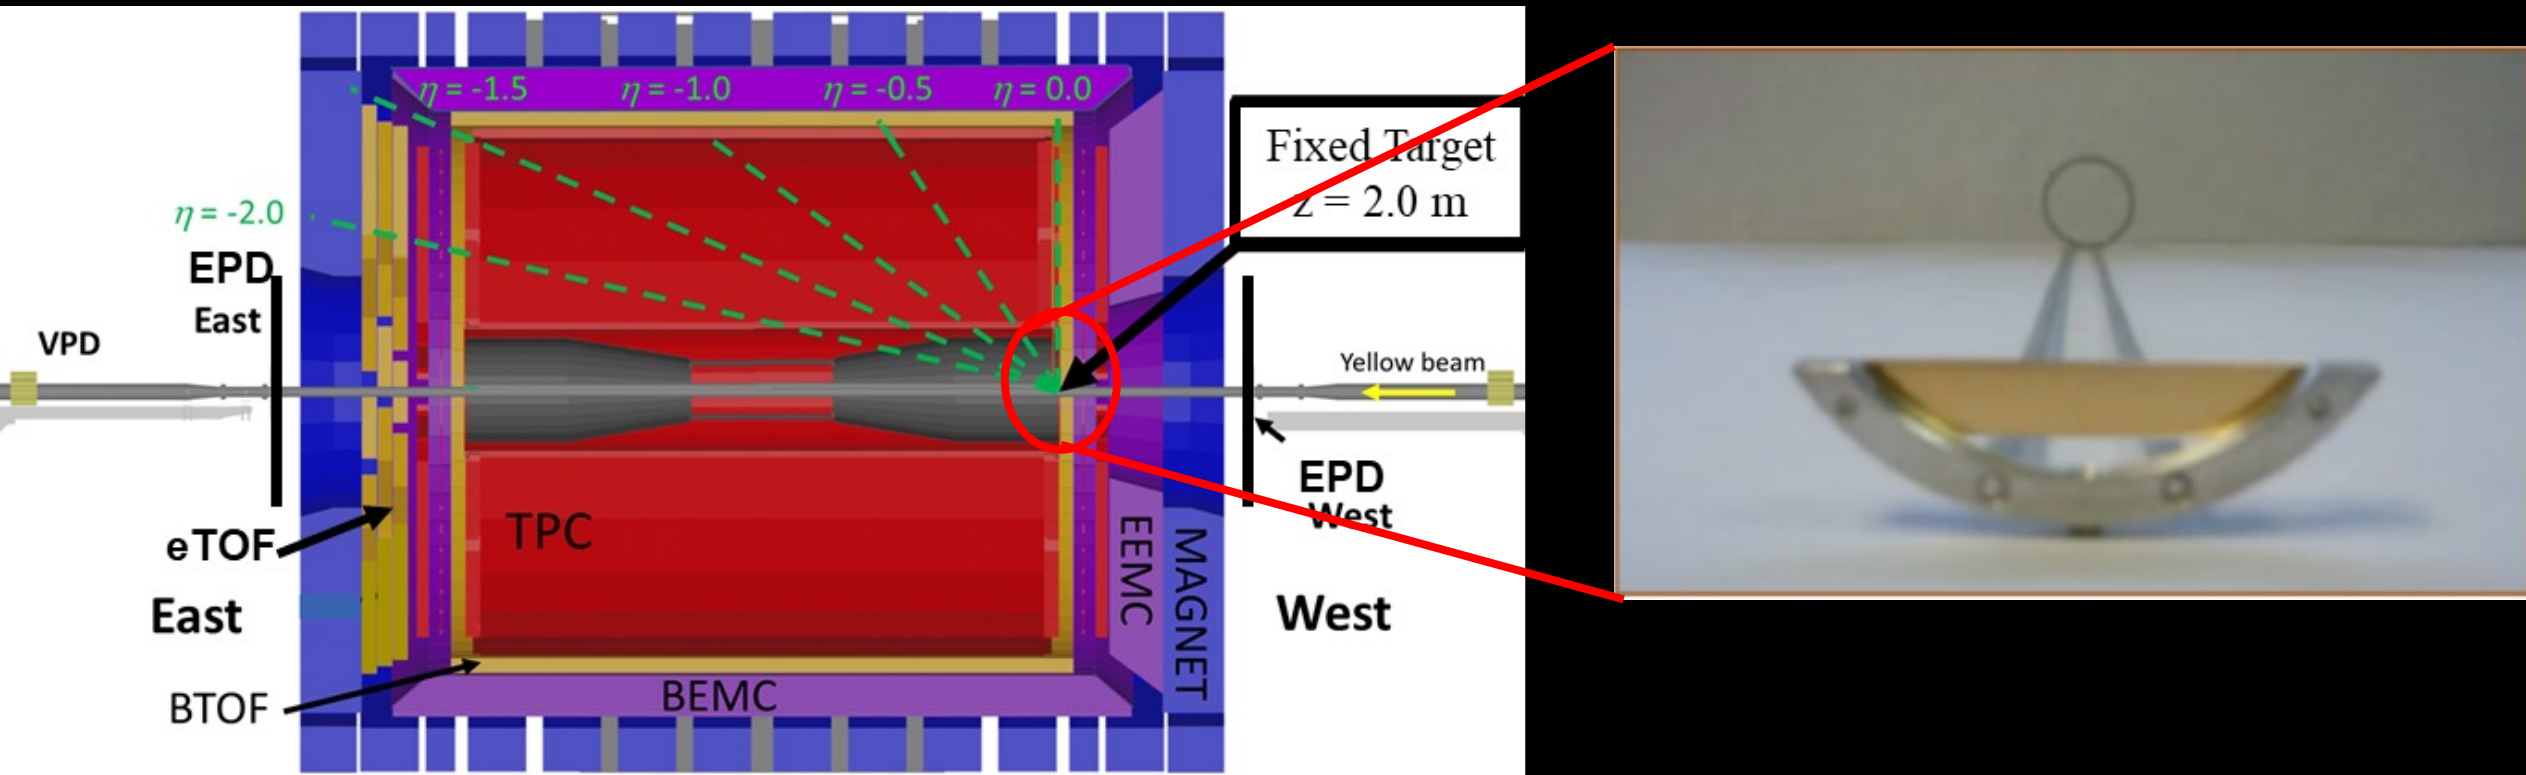 η = -1.5
η = -1.0
η = -0.5
η = 0.0
Fixed Target
z = 2.0 m
η = -2.0
EPD
East
VPD
Yellow beam
EPD
West
eTOF
TPC
EEMC
MAGNET
East
West
BTOF
BEMC